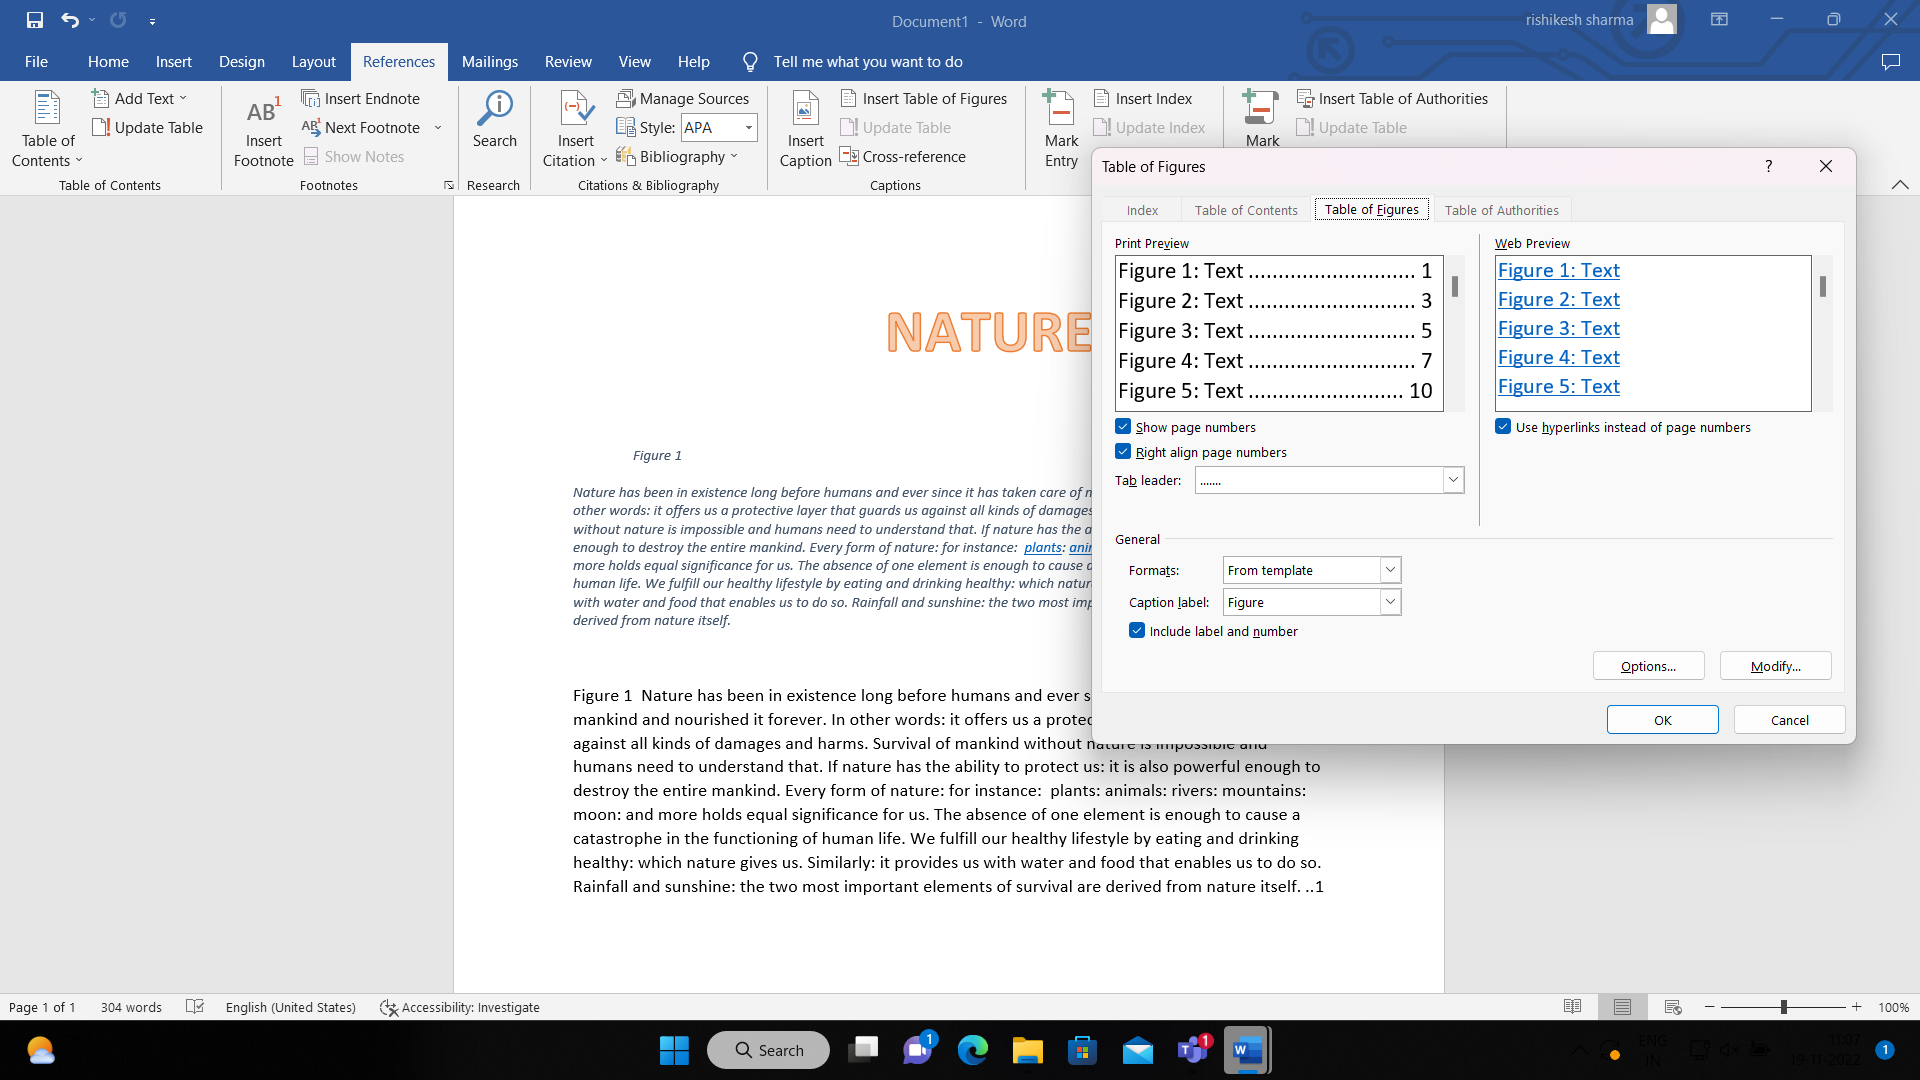 Document1 - Word
rishikesh sharma
File Home Insert Design Layout References Mailings Review View Help Tell me what you want to do
Table of Contents
Add Text
Update Table
Table of Contents
AB1
Insert Footnote
Insert Endnote
Next Footnote
Show Notes
Footnotes
Search
Research
Insert Citation
Manage Sources
Style: APA
Bibliography
Citations & Bibliography
Insert Caption
Insert Table of Figures
Update Table
Cross-reference
Captions
Mark Entry
Insert Index
Update Index
Mark
Insert Table of Authorities
Update Table
Table of Figures ?
Index Table of Contents Table of Figures Table of Authorities
Print Preview
Figure 1: Text ............................ 1
Figure 2: Text ............................ 3
Figure 3: Text ............................ 5
Figure 4: Text ............................ 7
Figure 5: Text .......................... 10
Show page numbers
Right align page numbers
Tab leader: .......
Web Preview
Figure 1: Text
Figure 2: Text
Figure 3: Text
Figure 4: Text
Figure 5: Text
Use hyperlinks instead of page numbers
General
Formats: From template
Caption label: Figure
Include label and number
Options... Modify...
OK Cancel
NATURE
Figure 1
Nature has been in existence long before humans and ever since it has taken care of
other words: it offers us a protective layer that guards us against all kinds of damages
without nature is impossible and humans need to understand that. If nature has the
enough to destroy the entire mankind. Every form of nature: for instance: plants:
more holds equal significance for us. The absence of one element is enough to cause
human life. We fulfill our healthy lifestyle by eating and drinking healthy: which
with water and food that enables us to do so. Rainfall and sunshine: the two most
derived from nature itself.
Figure 1 Nature has been in existence long before humans and ever
mankind and nourished it forever. In other words: it offers us a
against all kinds of damages and harms. Survival of mankind without nature is impossible and
humans need to understand that. If nature has the ability to protect us: it is also powerful enough to
destroy the entire mankind. Every form of nature: for instance: plants: animals: rivers: mountains:
moon: and more holds equal significance for us. The absence of one element is enough to cause a
catastrophe in the functioning of human life. We fulfill our healthy lifestyle by eating and drinking
healthy: which nature gives us. Similarly: it provides us with water and food that enables us to do so.
Rainfall and sunshine: the two most important elements of survival are derived from nature itself. ..1
Page 1 of 1 304 words English (United States) Accessibility: Investigate 100%
Search
1
1
ENG
IN
11:07
19-11-2022
1